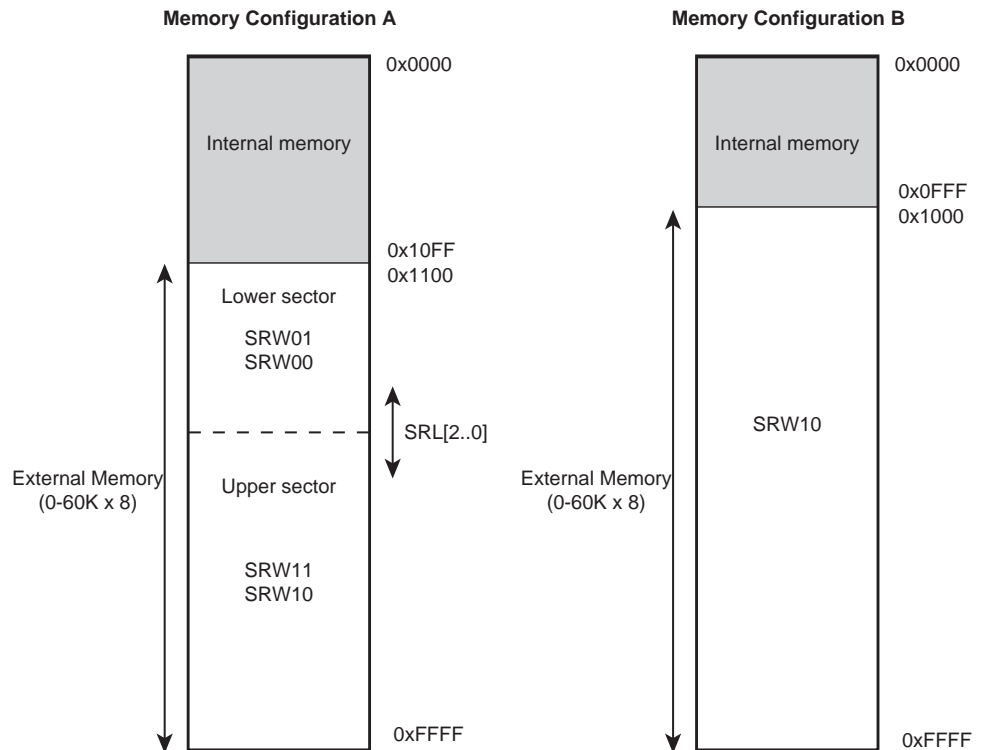 Memory Configuration A
0x0000
Internal memory
0x10FF
0x1100
Lower sector
SRW01
SRW00
SRL[2..0]
External Memory
(0-60K x 8)
Upper sector
SRW11
SRW10
0xFFFF
Memory Configuration B
0x0000
Internal memory
0x0FFF
0x1000
SRW10
External Memory
(0-60K x 8)
0xFFFF